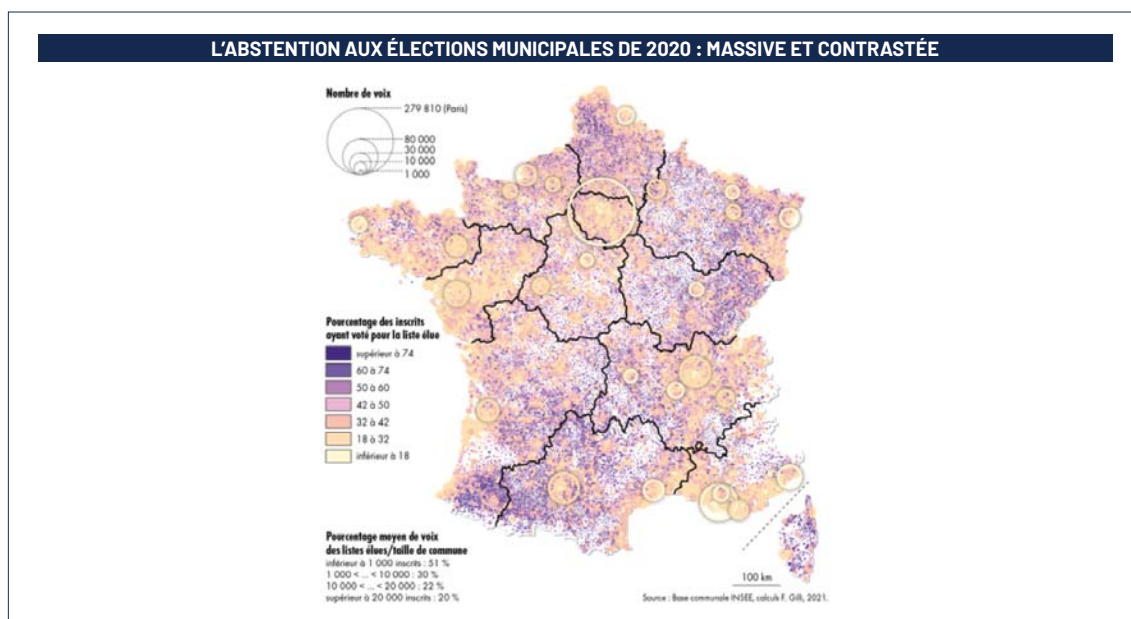 L’ABSTENTION AUX ÉLECTIONS MUNICIPALES DE 2020 : MASSIVE ET CONTRASTÉE
Nombre de voix
279 810 (Paris)
80 000
30 000
10 000
1 000
Pourcentage des inscrits
ayant voté pour la liste élue
supérieur à 74
60 à 74
50 à 60
42 à 50
32 à 42
18 à 32
inférieur à 18
Pourcentage moyen de voix
des listes élues/taille de commune
inférieur à 1 000 inscrits : 51 %
1 000 < ... < 10 000 : 30 %
10 000 < ... < 20 000 : 22 %
supérieur à 20 000 inscrits : 20 %
100 km
Source : Base communale INSEE, calculs F. Gilli, 2021.